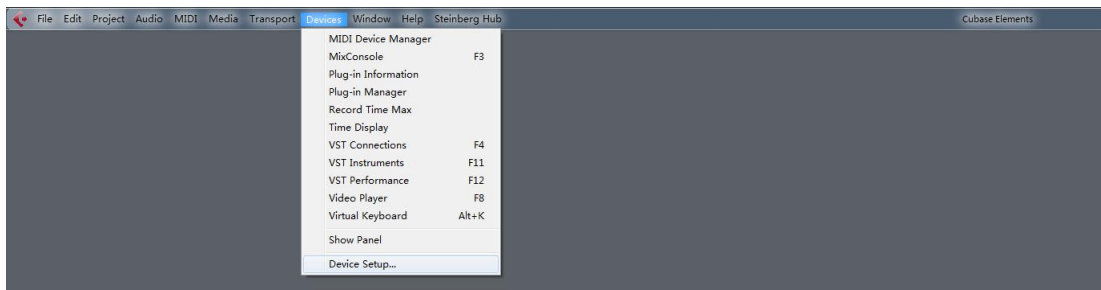 File Edit Project Audio MIDI Media Transport Devices Window Help Steinberg Hub Cubase Elements
MIDI Device Manager
MixConsole F3
Plug-in Information
Plug-in Manager
Record Time Max
Time Display
VST Connections F4
VST Instruments F11
VST Performance F12
Video Player F8
Virtual Keyboard Alt+K
Show Panel
Device Setup...